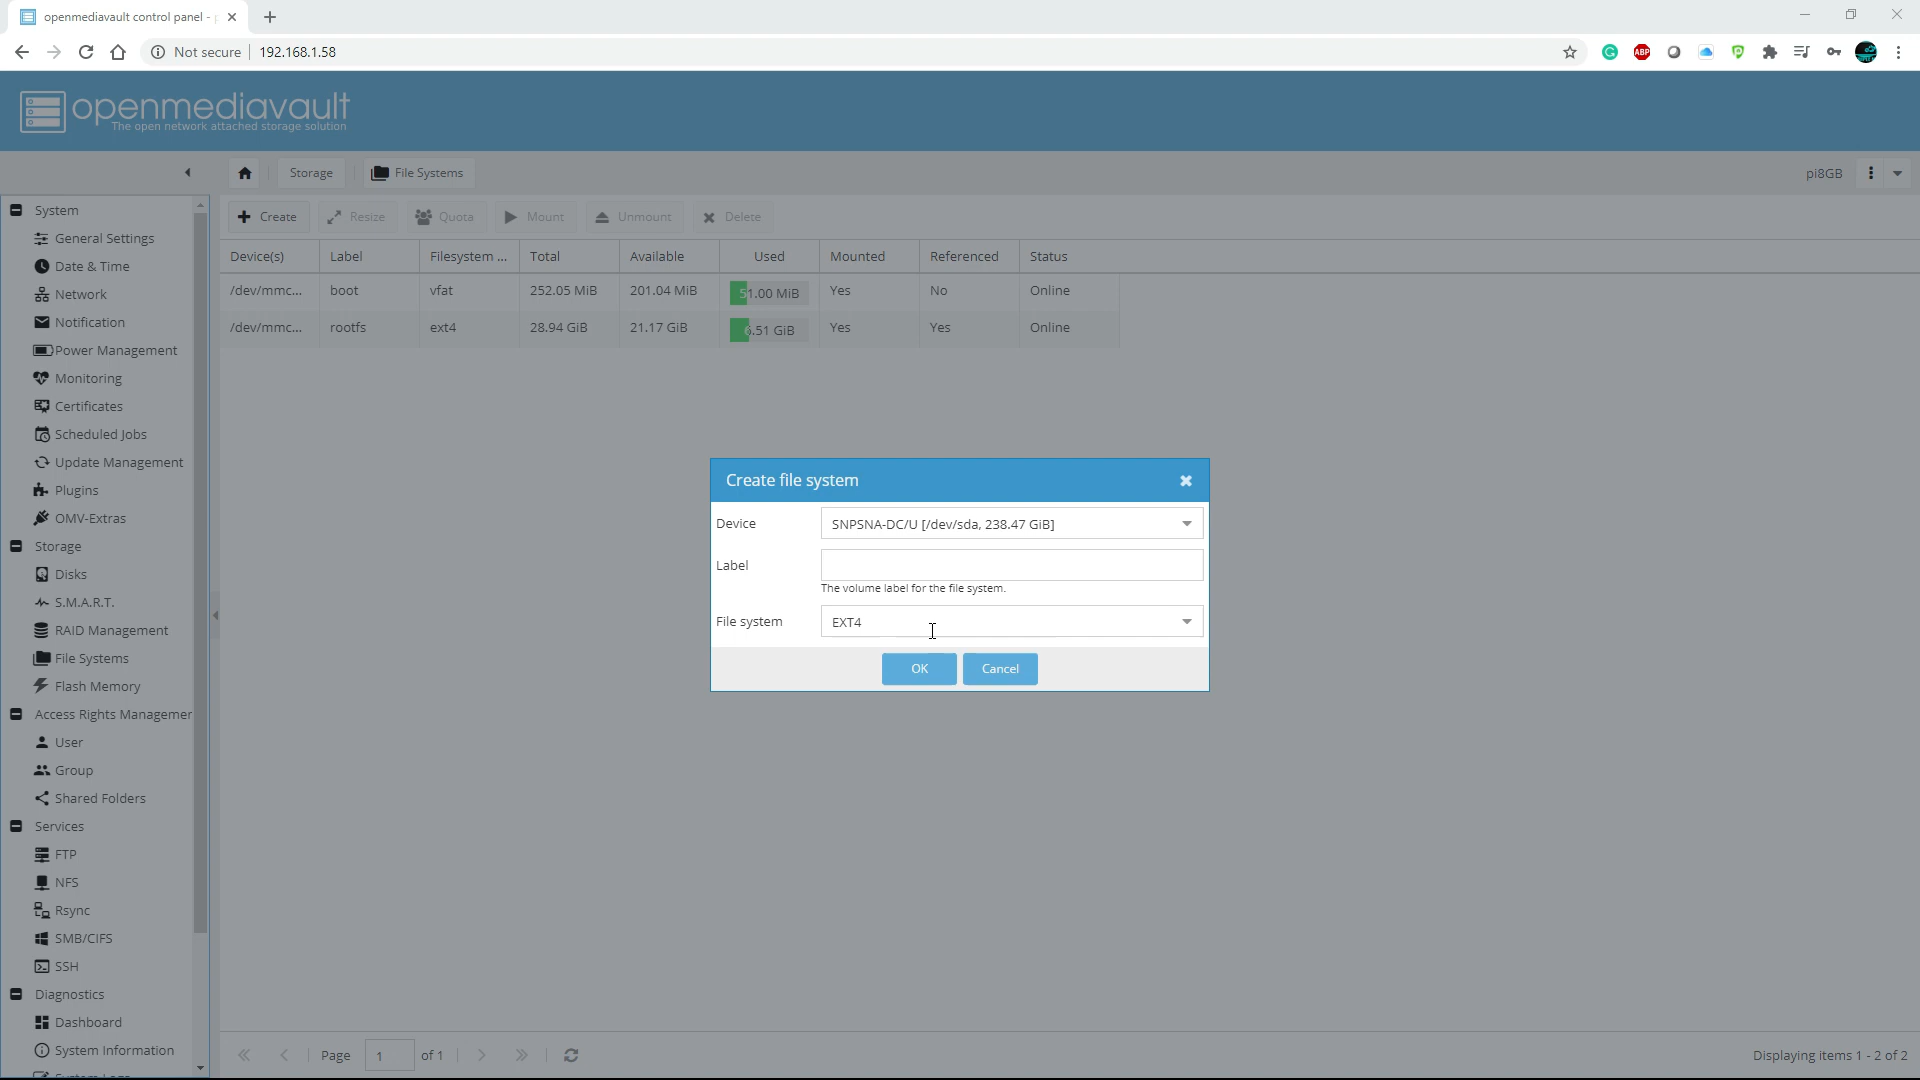 openmediavault control panel - p
Not secure 192.168.1.58
ABP
openmediavault
The open network attached storage solution
Storage File Systems pi8GB
System
General Settings
Date & Time
Network
Notification
Power Management
Monitoring
Certificates
Scheduled Jobs
Update Management
Plugins
OMV-Extras
Storage
Disks
S.M.A.R.T.
RAID Management
File Systems
Flash Memory
Access Rights Managemer
User
Group
Shared Folders
Services
FTP
NFS
Rsync
SMB/CIFS
SSH
Diagnostics
Dashboard
System Information
Create Resize Quota Mount Unmount Delete
Device(s) Label Filesystem ... Total Available Used Mounted Referenced Status
/dev/mmc... boot vfat 252.05 MiB 201.04 MiB 51.00 MiB Yes No Online
/dev/mmc... rootfs ext4 28.94 GiB 21.17 GiB 6.51 GiB Yes Yes Online
Create file system
Device SNPSNA-DC/U [/dev/sda, 238.47 GiB]
Label
The volume label for the file system.
File system EXT4
OK Cancel
Page 1 of 1 Displaying items 1 - 2 of 2